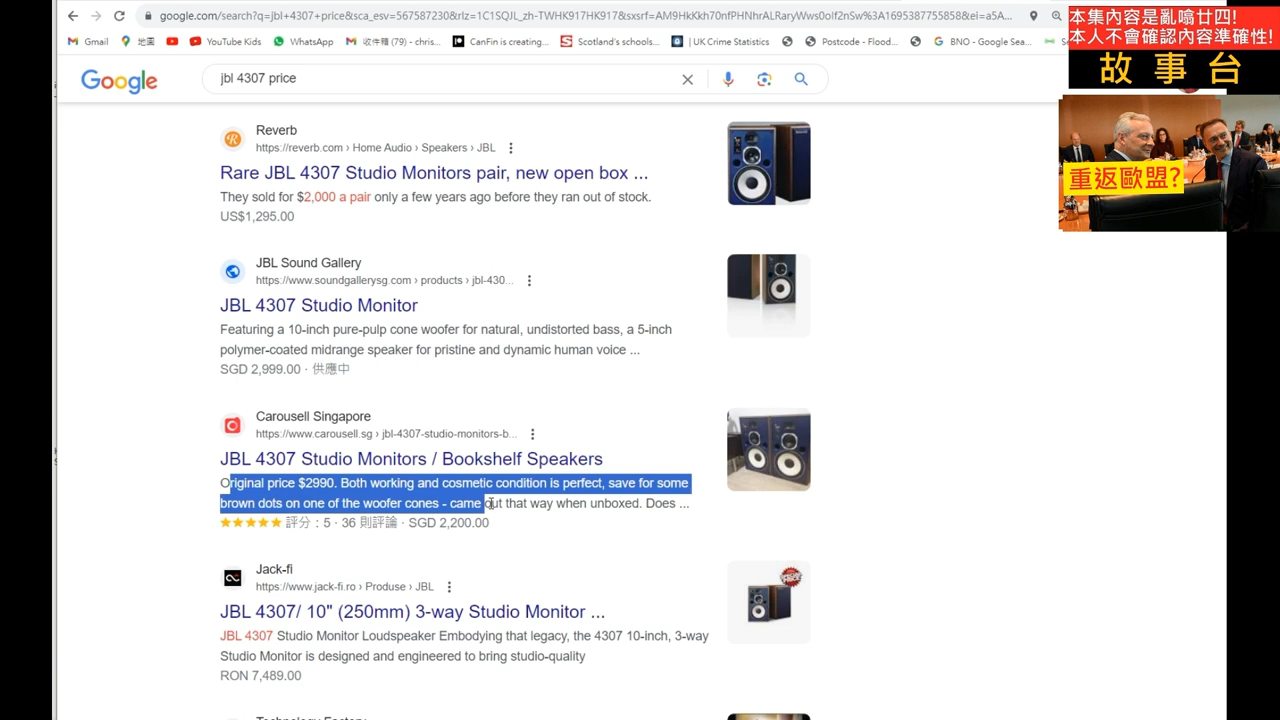 google.com/search?q=jbl+4307+price&sca_esv=567587230&rlz=1C1SQJL_zh-TWHK917HK917&sxsrf=AM9HkKkh70nfPHNhrALRaryWws0olf2nSw%3A1695387755858&ei=a5A...
Gmail
地圖
YouTube Kids
WhatsApp
收件箱 (79) - chris...
CanFin is creating...
Scotland's schools...
| UK Crime Statistics
Postcode - Flood...
BNO - Google Sea...
本集內容是亂噏廿四!
本人不會確認內容準確性!
故事台
重返歐盟?
Google
jbl 4307 price
Reverb
https://reverb.com › Home Audio › Speakers › JBL
Rare JBL 4307 Studio Monitors pair, new open box ...
They sold for $2,000 a pair only a few years ago before they ran out of stock.
US$1,295.00
JBL Sound Gallery
https://www.soundgallerysg.com › products › jbl-430...
JBL 4307 Studio Monitor
Featuring a 10-inch pure-pulp cone woofer for natural, undistorted bass, a 5-inch
polymer-coated midrange speaker for pristine and dynamic human voice ...
SGD 2,999.00 · 供應中
Carousell Singapore
https://www.carousell.sg › jbl-4307-studio-monitors-b...
JBL 4307 Studio Monitors / Bookshelf Speakers
Original price $2990. Both working and cosmetic condition is perfect, save for some
brown dots on one of the woofer cones - came out that way when unboxed. Does ...
★★★★★ 評分：5 · 36 則評論 · SGD 2,200.00
Jack-fi
https://www.jack-fi.ro › Produse › JBL
JBL 4307/ 10" (250mm) 3-way Studio Monitor ...
JBL 4307 Studio Monitor Loudspeaker Embodying that legacy, the 4307 10-inch, 3-way
Studio Monitor is designed and engineered to bring studio-quality
RON 7,489.00
Technology Factory